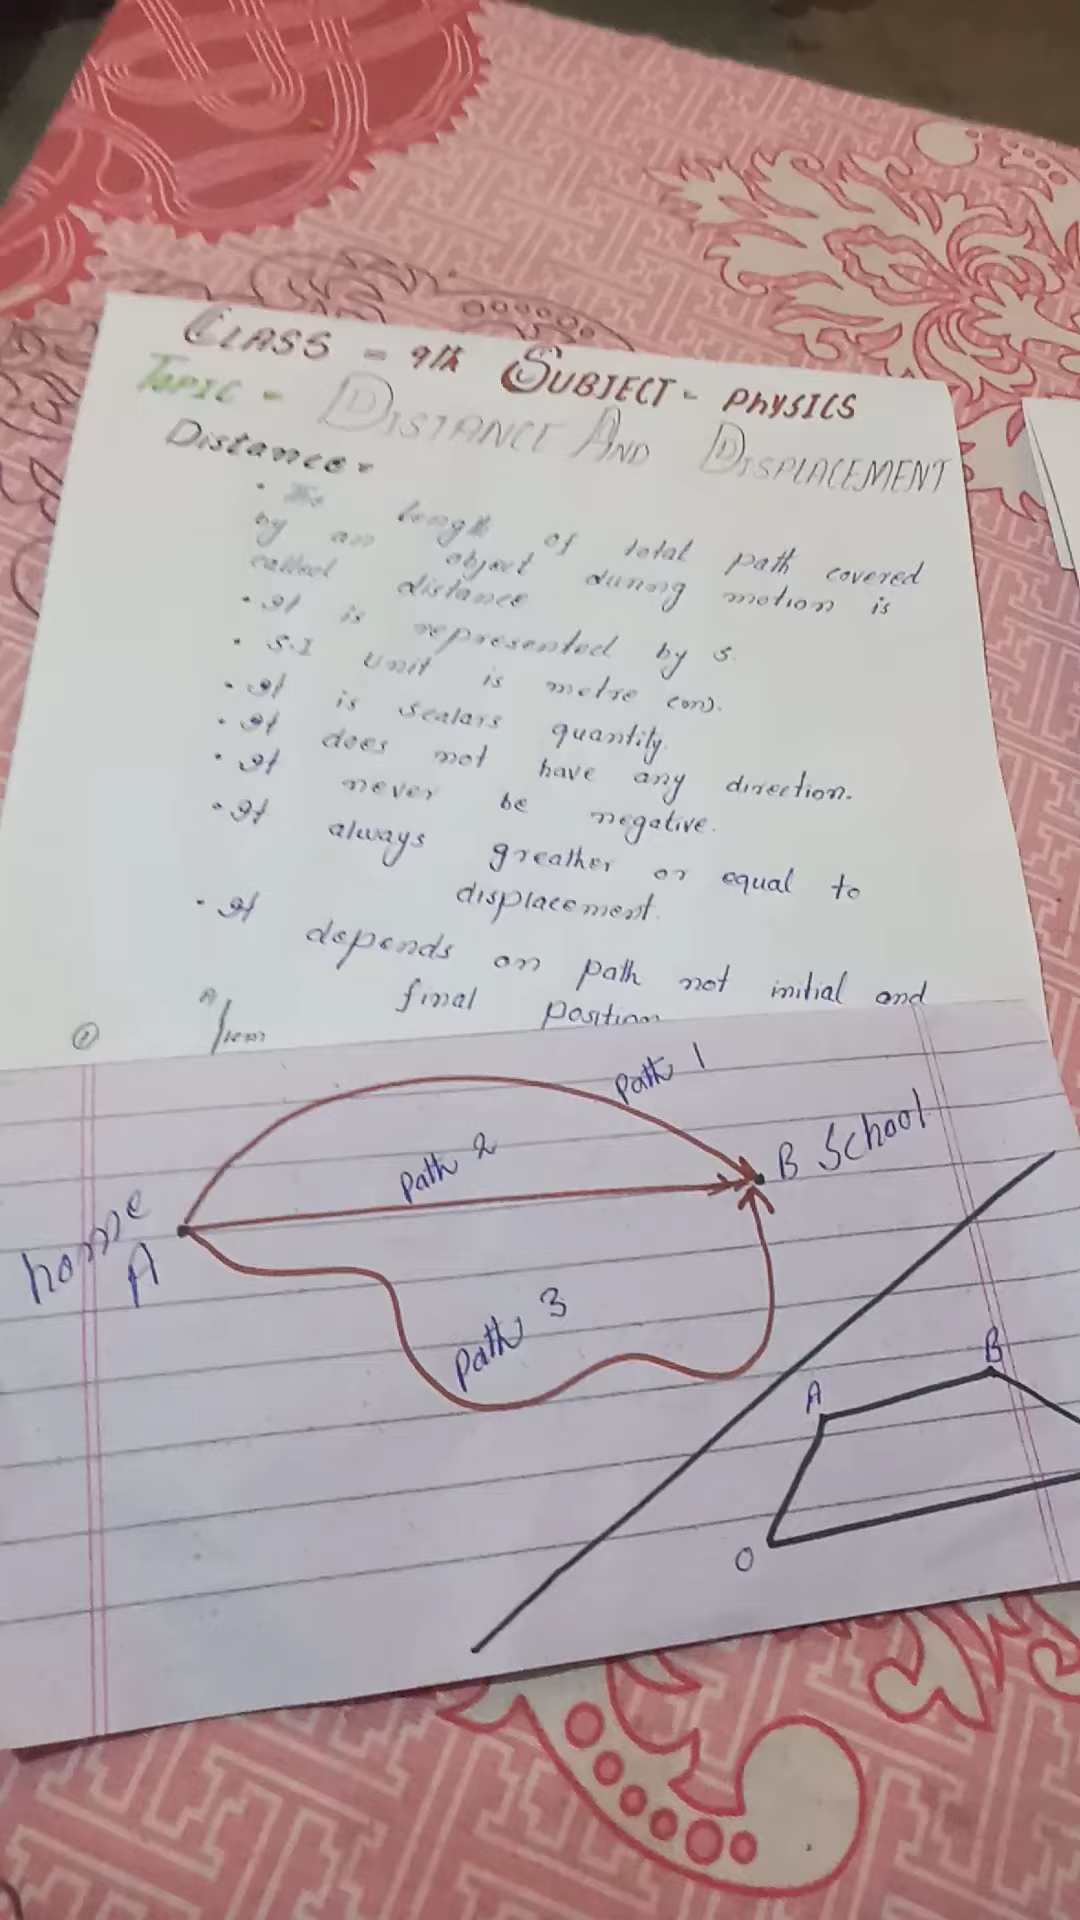 CLASS = 9th SUBJECT - PHYSICS
TOPIC - DISTANCE AND DISPLACEMENT
Distance -
• The length of total path covered
by an object during motion is
called distance
• It is represented by s.
• S.I unit is metre (m).
• It is scalars quantity.
• It does not have any direction.
• It never be negative.
• It always greather or equal to
displacement.
• It depends on path not initial and
final position
A
Path 1
Path 2
B School
home
A
Path 3
B
A
O